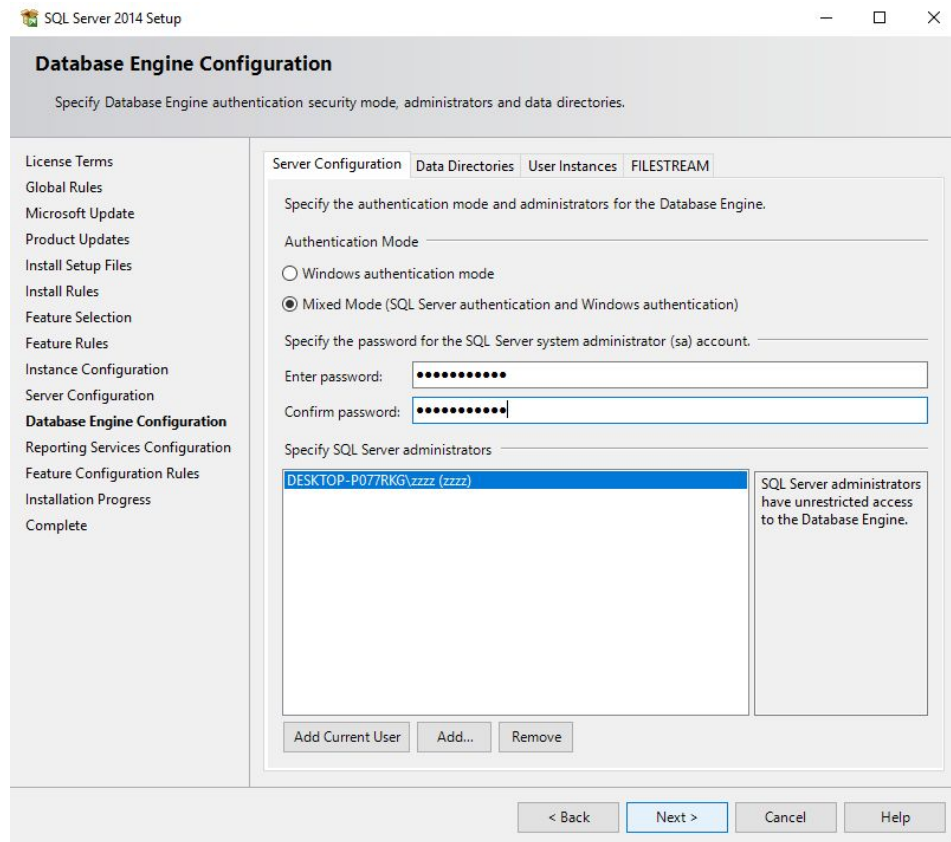 SQL Server 2014 Setup
Database Engine Configuration
Specify Database Engine authentication security mode, administrators and data directories.
License Terms
Global Rules
Microsoft Update
Product Updates
Install Setup Files
Install Rules
Feature Selection
Feature Rules
Instance Configuration
Server Configuration
Database Engine Configuration
Reporting Services Configuration
Feature Configuration Rules
Installation Progress
Complete
Server Configuration Data Directories User Instances FILESTREAM
Specify the authentication mode and administrators for the Database Engine.
Authentication Mode
Windows authentication mode
Mixed Mode (SQL Server authentication and Windows authentication)
Specify the password for the SQL Server system administrator (sa) account.
Enter password: ●●●●●●●●●●●
Confirm password: ●●●●●●●●●●●
Specify SQL Server administrators
DESKTOP-P077RKG\zzzz (zzzz)
SQL Server administrators
have unrestricted access
to the Database Engine.
Add Current User Add... Remove
< Back Next > Cancel Help